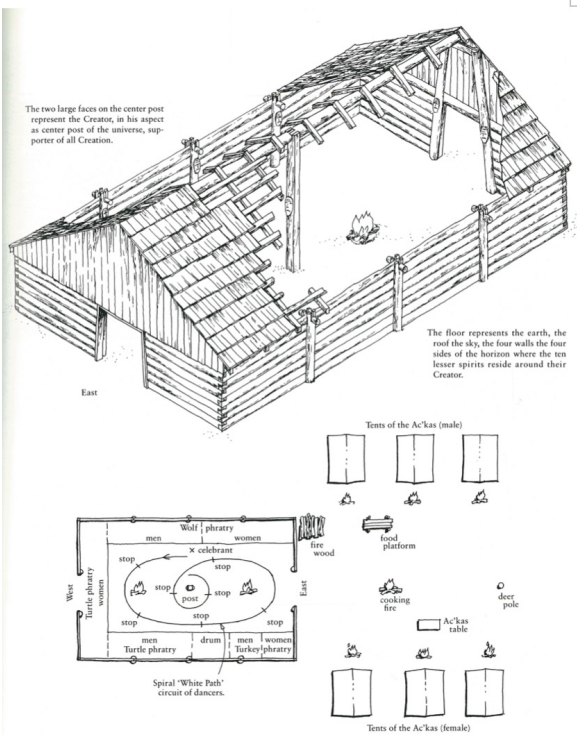 The two large faces on the center post
represent the Creator, in his aspect
as center post of the universe, sup-
porter of all Creation.
The floor represents the earth, the
roof the sky, the four walls the four
sides of the horizon where the ten
lesser spirits reside around their
Creator.
East
Tents of the Ac'kas (male)
Wolf phratry
men women
× celebrant
stop
stop
stop
post
stop
stop
stop
stop
West
Turtle phratry
women
East
men
Turtle phratry
drum
men women
Turkey phratry
Spiral 'White Path'
circuit of dancers.
fire
wood
food
platform
cooking
fire
deer
pole
Ac'kas
table
Tents of the Ac'kas (female)